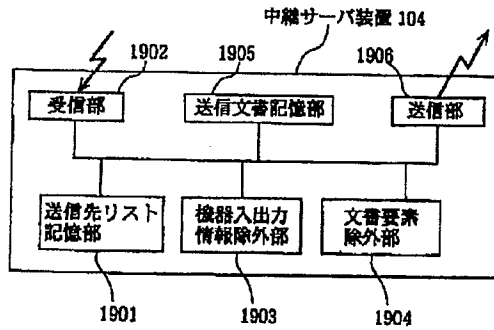 中継サーバ装置 104
1902
1905
1906
受信部
送信文書記憶部
送信部
送信先リスト
記憶部
機器入出力
情報除外部
文書要素
除外部
1901
1903
1904